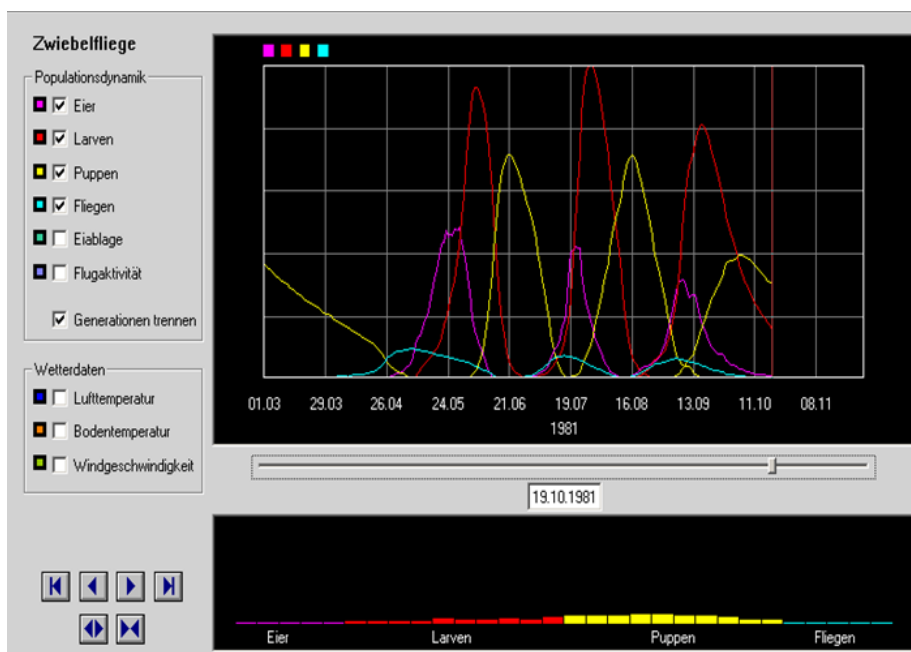 Zwiebelfliege
Populationsdynamik
Eier
Larven
Puppen
Fliegen
Eiablage
Flugaktivität
Generationen trennen
Wetterdaten
Lufttemperatur
Bodentemperatur
Windgeschwindigkeit
01.03 29.03 26.04 24.05 21.06 19.07 16.08 13.09 11.10 08.11
1981
19.10.1981
Eier Larven Puppen Fliegen